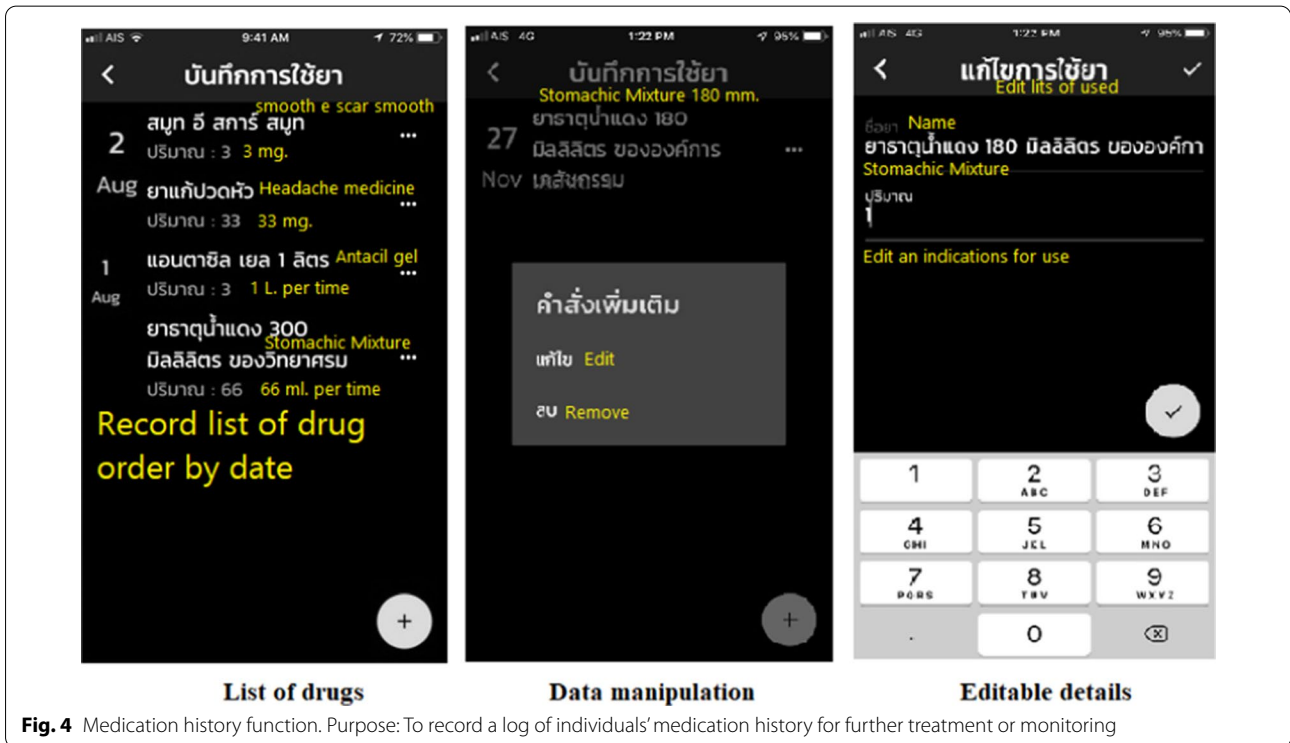 AIS 9:41 AM 72%
บันทึกการใช้ยา
smooth e scar smooth
2 สมูท อี สการ์ สมูท
ปริมาณ : 3 3 mg.
Aug ยาแก้ปวดหัว Headache medicine
ปริมาณ : 33 33 mg.
1 แอนตาซิล เยล 1 ลิตร Antacil gel
Aug ปริมาณ : 3 1 L. per time
ยาธาตุน้ำแดง 300
Stomachic Mixture
มิลลิลิตร ของวิทยาศรม
ปริมาณ : 66 66 ml. per time
Record list of drug
order by date
+
List of drugs
AIS 4G 1:22 PM 95%
บันทึกการใช้ยา
Stomachic Mixture 180 mm.
ยาธาตุน้ำแดง 180
27 มิลลิลิตร ขององค์การ
Nov เภสัชกรรม
คำสั่งเพิ่มเติม
แก้ไข Edit
ลบ Remove
+
Data manipulation
AIS 4G 1:22 PM 95%
แก้ไขการใช้ยา
Edit lits of used
ชื่อยา Name
ยาธาตุน้ำแดง 180 มิลลิลิตร ขององค์กา
Stomachic Mixture
ปริมาณ
1
Edit an indications for use
1 2 3
ABC DEF
4 5 6
GHI JKL MNO
7 8 9
PQRS TUV WXYZ
. 0
Editable details
Fig. 4 Medication history function. Purpose: To record a log of individuals' medication history for further treatment or monitoring